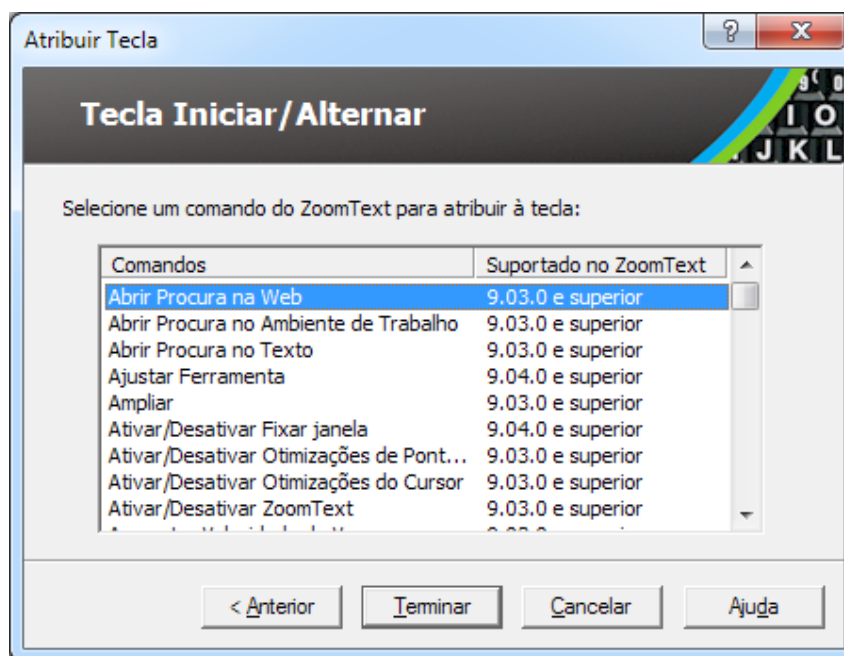 Atribuir Tecla
Tecla Iniciar/Alternar
9 ( 0
I O
J K L
Selecione um comando do ZoomText para atribuir à tecla:
Comandos Suportado no ZoomText
Abrir Procura na Web 9.03.0 e superior
Abrir Procura no Ambiente de Trabalho 9.03.0 e superior
Abrir Procura no Texto 9.03.0 e superior
Ajustar Ferramenta 9.04.0 e superior
Ampliar 9.03.0 e superior
Ativar/Desativar Fixar janela 9.04.0 e superior
Ativar/Desativar Otimizações de Pont... 9.03.0 e superior
Ativar/Desativar Otimizações do Cursor 9.03.0 e superior
Ativar/Desativar ZoomText 9.03.0 e superior
< Anterior Terminar Cancelar Ajuda